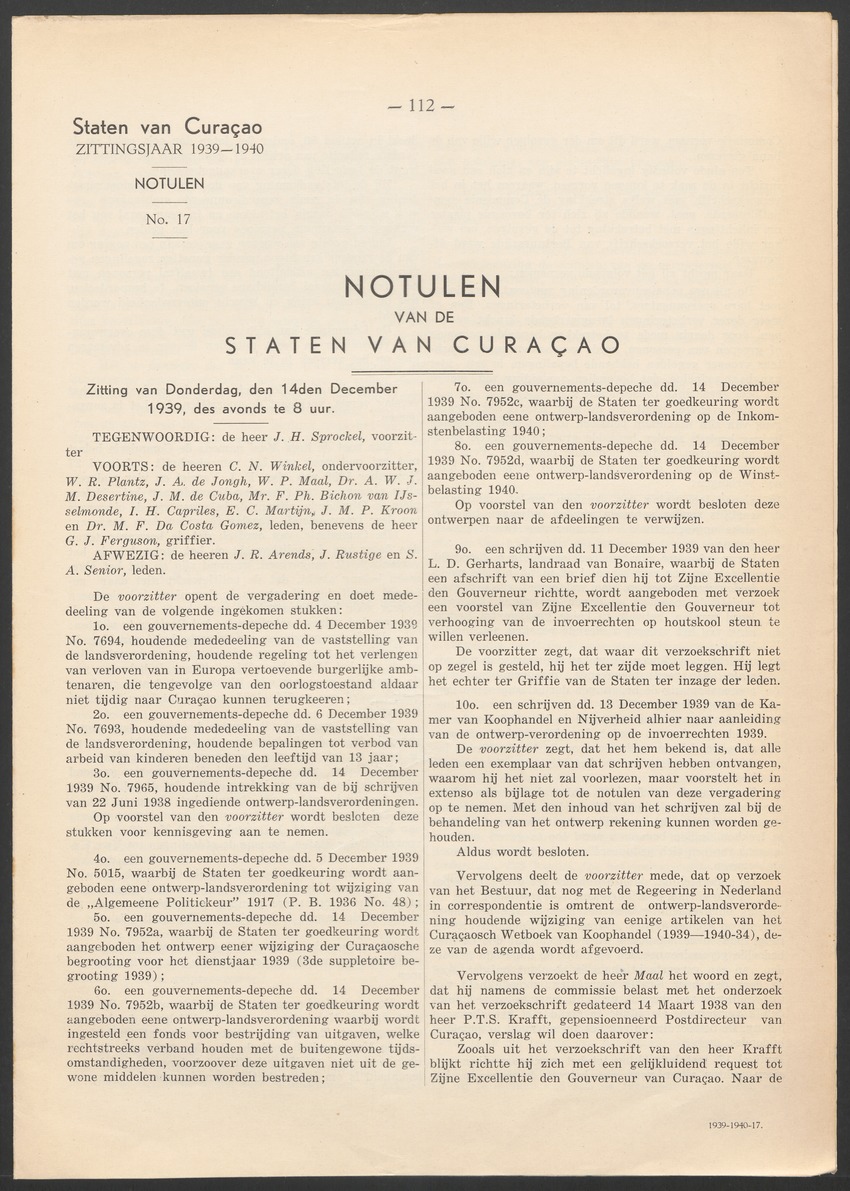 — 112 —
Staten van Curaçao
ZITTINGSJAAR 1939—1940
NOTULEN
No. 17
NOTULEN
VAN DE
STATEN VAN CURAÇAO
Zitting van Donderdag, den 14den December
1939, des avonds te 8 uur.
TEGENWOORDIG: de heer J. H. Sprockel, voorzit-
ter
VOORTS: de heeren C. N. Winkel, ondervoorzitter,
W. R. Plantz, J. A. de Jongh, W. P. Maal, Dr. A. W. J.
M. Desertine, J. M. de Cuba, Mr. F. Ph. Bichon van IJs-
selmonde, I. H. Capriles, E. C. Martijn, J. M. P. Kroon
en Dr. M. F. Da Costa Gomez, leden, benevens de heer
G. J. Ferguson, griffier.
AFWEZIG: de heeren J. R. Arends, J. Rustige en S.
A. Senior, leden.
De voorzitter opent de vergadering en doet mede-
deeling van de volgende ingekomen stukken:
1o. een gouvernements-depeche dd. 4 December 1939
No. 7694, houdende mededeeling van de vaststelling van
de landsverordening, houdende regeling tot het verlengen
van verloven van in Europa vertoevende burgerlijke amb-
tenaren, die tengevolge van den oorlogstoestand aldaar
niet tijdig naar Curaçao kunnen terugkeeren;
2o. een gouvernements-depeche dd. 6 December 1939
No. 7693, houdende mededeeling van de vaststelling van
de landsverordening, houdende bepalingen tot verbod van
arbeid van kinderen beneden den leeftijd van 13 jaar;
3o. een gouvernements-depeche dd. 14 December
1939 No. 7965, houdende intrekking van de bij schrijven
van 22 Juni 1938 ingediende ontwerp-landsverordeningen.
Op voorstel van den voorzitter wordt besloten deze
stukken voor kennisgeving aan te nemen.
4o. een gouvernements-depeche dd. 5 December 1939
No. 5015, waarbij de Staten ter goedkeuring wordt aan-
geboden eene ontwerp-landsverordening tot wijziging van
de „Algemeene Politickeur" 1917 (P. B. 1936 No. 48);
5o. een gouvernements-depeche dd. 14 December
1939 No. 7952a, waarbij de Staten ter goedkeuring wordt
aangeboden het ontwerp eener wijziging der Curaçaosche
begrooting voor het dienstjaar 1939 (3de suppletoire be-
grooting 1939);
6o. een gouvernements-depeche dd. 14 December
1939 No. 7952b, waarbij de Staten ter goedkeuring wordt
aangeboden eene ontwerp-landsverordening waarbij wordt
ingesteld een fonds voor bestrijding van uitgaven, welke
rechtstreeks verband houden met de buitengewone tijds-
omstandigheden, voorzoover deze uitgaven niet uit de ge-
wone middelen kunnen worden bestreden;
7o. een gouvernements-depeche dd. 14 December
1939 No. 7952c, waarbij de Staten ter goedkeuring wordt
aangeboden eene ontwerp-landsverordening op de Inkom-
stenbelasting 1940;
8o. een gouvernements-depeche dd. 14 December
1939 No. 7952d, waarbij de Staten ter goedkeuring wordt
aangeboden eene ontwerp-landsverordening op de Winst-
belasting 1940.
Op voorstel van den voorzitter wordt besloten deze
ontwerpen naar de afdeelingen te verwijzen.
9o. een schrijven dd. 11 December 1939 van den heer
L. D. Gerharts, landraad van Bonaire, waarbij de Staten
een afschrift van een brief dien hij tot Zijne Excellentie
den Gouverneur richtte, wordt aangeboden met verzoek
een voorstel van Zijne Excellentie den Gouverneur tot
verhooging van de invoerrechten op houtskool steun te
willen verleenen.
De voorzitter zegt, dat waar dit verzoekschrift niet
op zegel is gesteld, hij het ter zijde moet leggen. Hij legt
het echter ter Griffie van de Staten ter inzage der leden.
10o. een schrijven dd. 13 December 1939 van de Ka-
mer van Koophandel en Nijverheid alhier naar aanleiding
van de ontwerp-verordening op de invoerrechten 1939.
De voorzitter zegt, dat het hem bekend is, dat alle
leden een exemplaar van dat schrijven hebben ontvangen,
waarom hij het niet zal voorlezen, maar voorstelt het in
extenso als bijlage tot de notulen van deze vergadering
op te nemen. Met den inhoud van het schrijven zal bij de
behandeling van het ontwerp rekening kunnen worden ge-
houden.
Aldus wordt besloten.
Vervolgens deelt de voorzitter mede, dat op verzoek
van het Bestuur, dat nog met de Regeering in Nederland
in correspondentie is omtrent de ontwerp-landsverorde-
ning houdende wijziging van eenige artikelen van het
Curaçaosch Wetboek van Koophandel (1939—1940-34), de-
ze van de agenda wordt afgevoerd.
Vervolgens verzoekt de heer Maal het woord en zegt,
dat hij namens de commissie belast met het onderzoek
van het verzoekschrift gedateerd 14 Maart 1938 van den
heer P.T.S. Krafft, gepensioenneerd Postdirecteur van
Curaçao, verslag wil doen daarover:
Zooals uit het verzoekschrift van den heer Krafft
blijkt richtte hij zich met een gelijkluidend request tot
Zijne Excellentie den Gouverneur van Curaçao. Naar de
1939-1940-17.